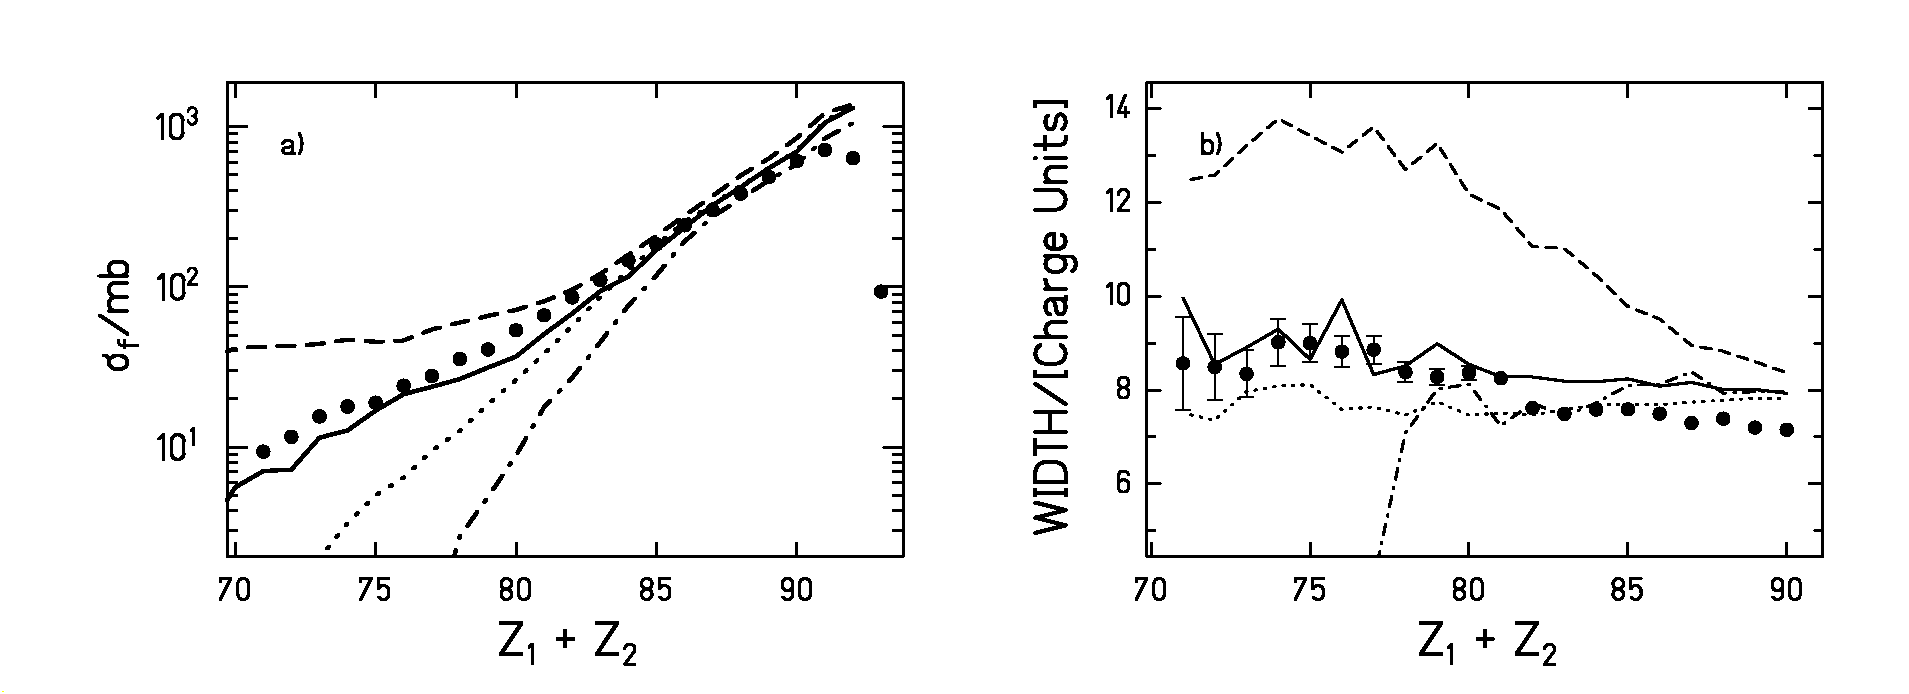 a)
10³
10²
10¹
σf/mb
70 75 80 85 90
Z₁ + Z₂
b)
14
12
10
8
6
WIDTH/[Charge Units]
70 75 80 85 90
Z₁ + Z₂